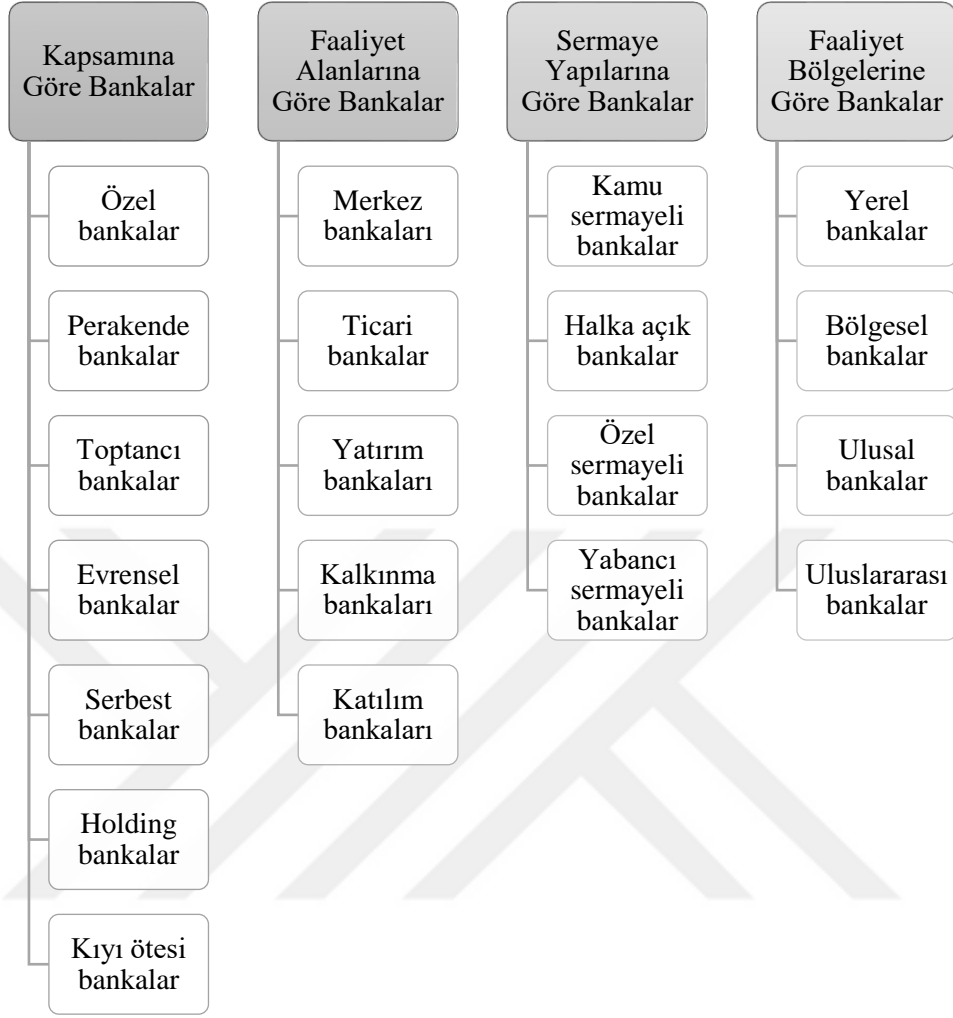 Kapsamına
Göre Bankalar
Özel
bankalar
Perakende
bankalar
Toptancı
bankalar
Evrensel
bankalar
Serbest
bankalar
Holding
bankalar
Kıyı ötesi
bankalar
Faaliyet
Alanlarına
Göre Bankalar
Merkez
bankaları
Ticari
bankalar
Yatırım
bankaları
Kalkınma
bankaları
Katılım
bankaları
Sermaye
Yapılarına
Göre Bankalar
Kamu
sermayeli
bankalar
Halka açık
bankalar
Özel
sermayeli
bankalar
Yabancı
sermayeli
bankalar
Faaliyet
Bölgelerine
Göre Bankalar
Yerel
bankalar
Bölgesel
bankalar
Ulusal
bankalar
Uluslararası
bankalar